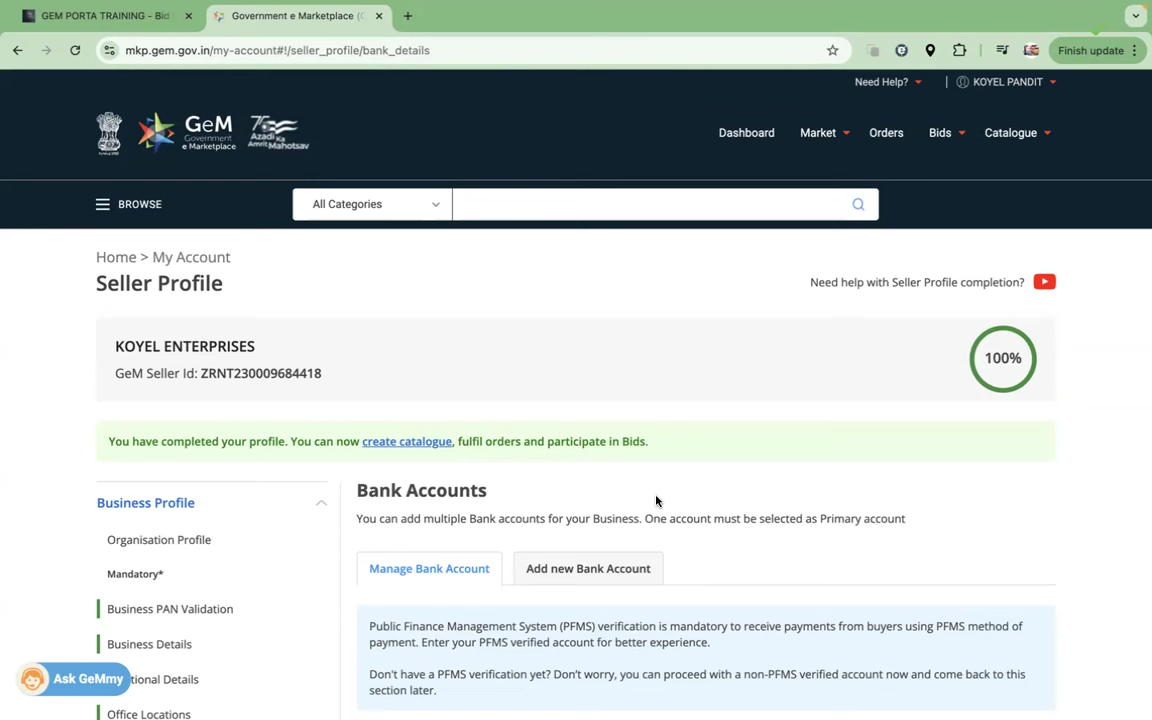 GEM PORTA TRAINING - Bid
Government e Marketplace (
mkp.gem.gov.in/my-account#!/seller_profile/bank_details
Finish update
Need Help?
KOYEL PANDIT
GeM
Government
e Marketplace
75
Azadi Ka
Amrit Mahotsav
Dashboard
Market
Orders
Bids
Catalogue
BROWSE
All Categories
Home > My Account
Seller Profile
Need help with Seller Profile completion?
KOYEL ENTERPRISES
GeM Seller Id: ZRNT230009684418
100%
You have completed your profile. You can now create catalogue, fulfil orders and participate in Bids.
Business Profile
Organisation Profile
Mandatory*
Business PAN Validation
Business Details
tional Details
Office Locations
Ask GeMmy
Bank Accounts
You can add multiple Bank accounts for your Business. One account must be selected as Primary account
Manage Bank Account
Add new Bank Account
Public Finance Management System (PFMS) verification is mandatory to receive payments from buyers using PFMS method of
payment. Enter your PFMS verified account for better experience.
Don't have a PFMS verification yet? Don't worry, you can proceed with a non-PFMS verified account now and come back to this
section later.